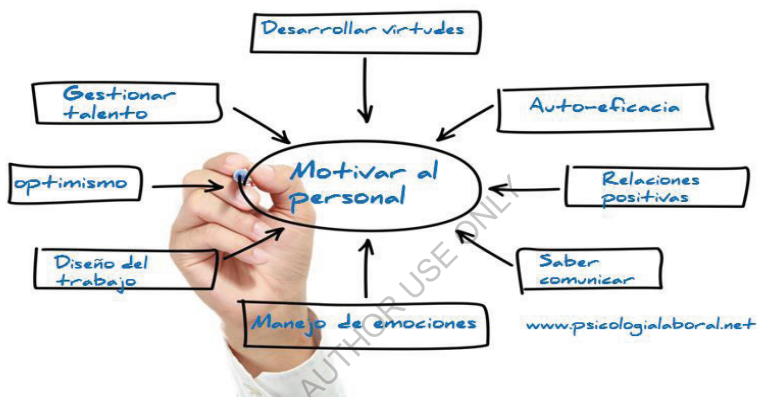 Desarrollar virtudes
Gestionar
talento
Auto-eficacia
optimismo
Motivar al
personal
Relaciones
positivas
Diseño del
trabajo
Saber
comunicar
Manejo de emociones
www.psicologialaboral.net
AUTHOR USE ONLY